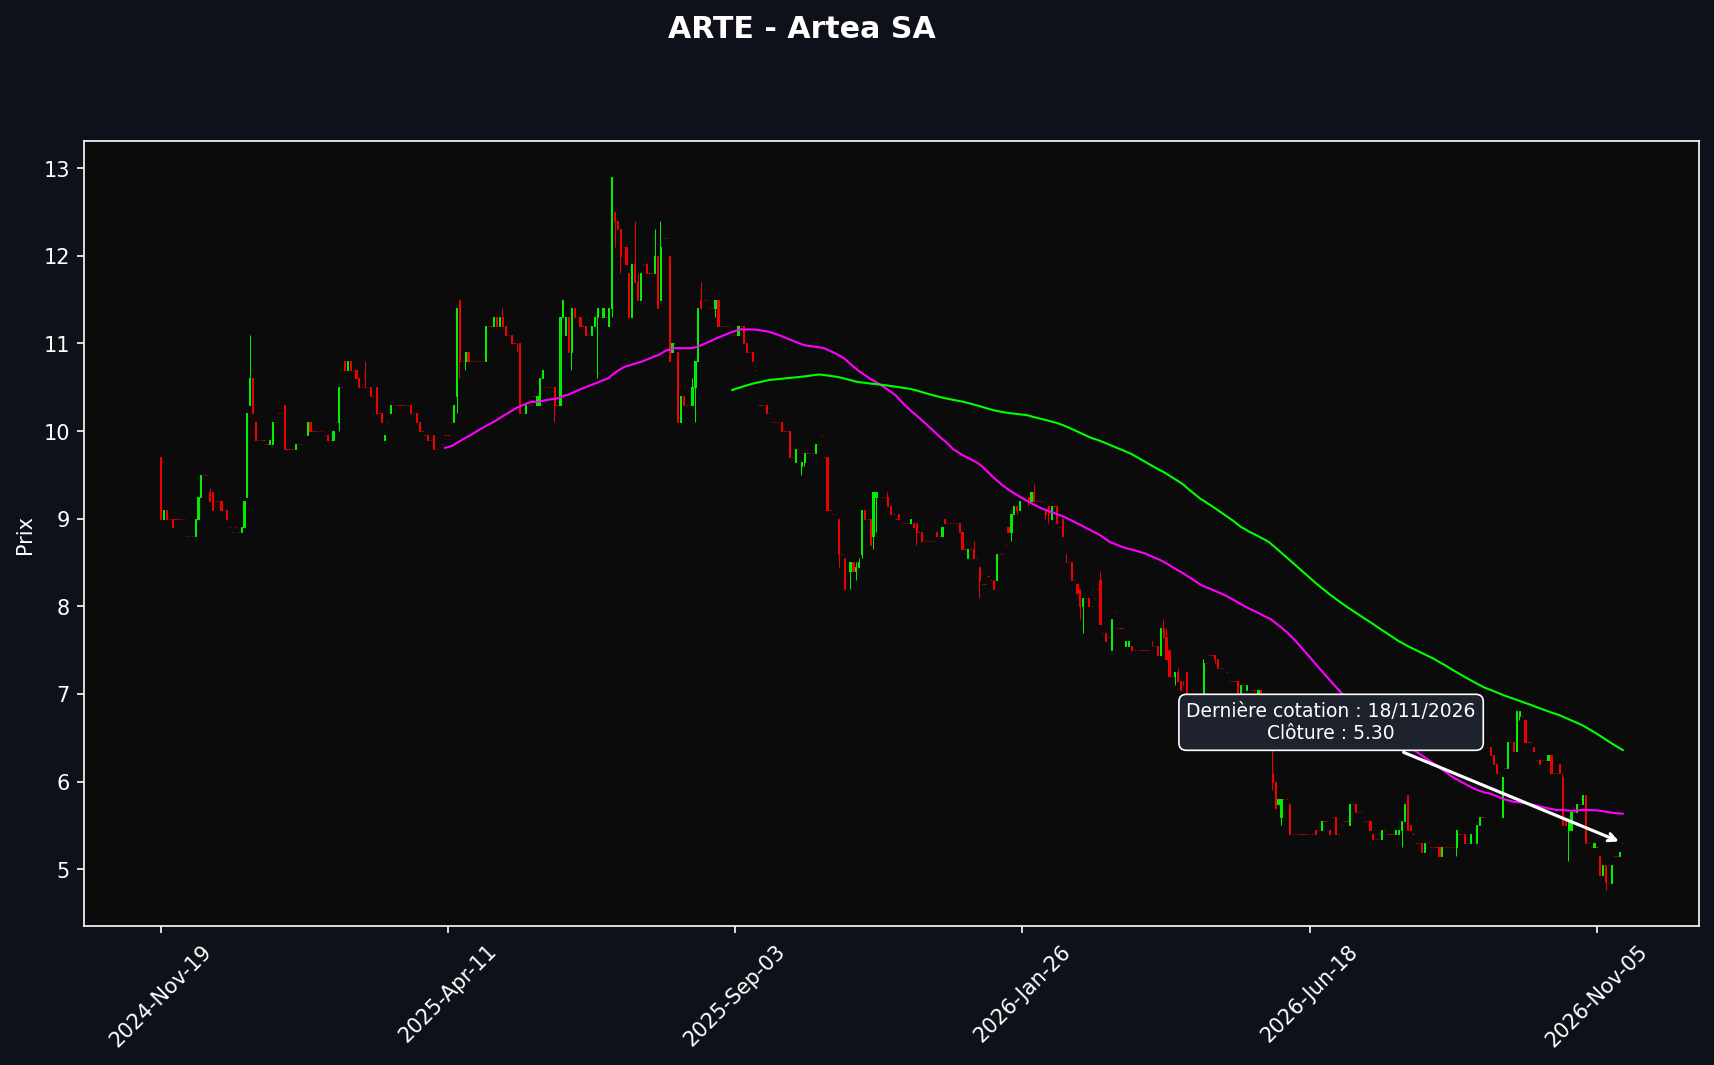 ARTE - Artea SA
Prix
13
12
11
10
9
8
7
6
5
Dernière cotation : 18/11/2026
Clôture : 5.30
2024-Nov-19
2025-Apr-11
2025-Sep-03
2026-Jan-26
2026-Jun-18
2026-Nov-05